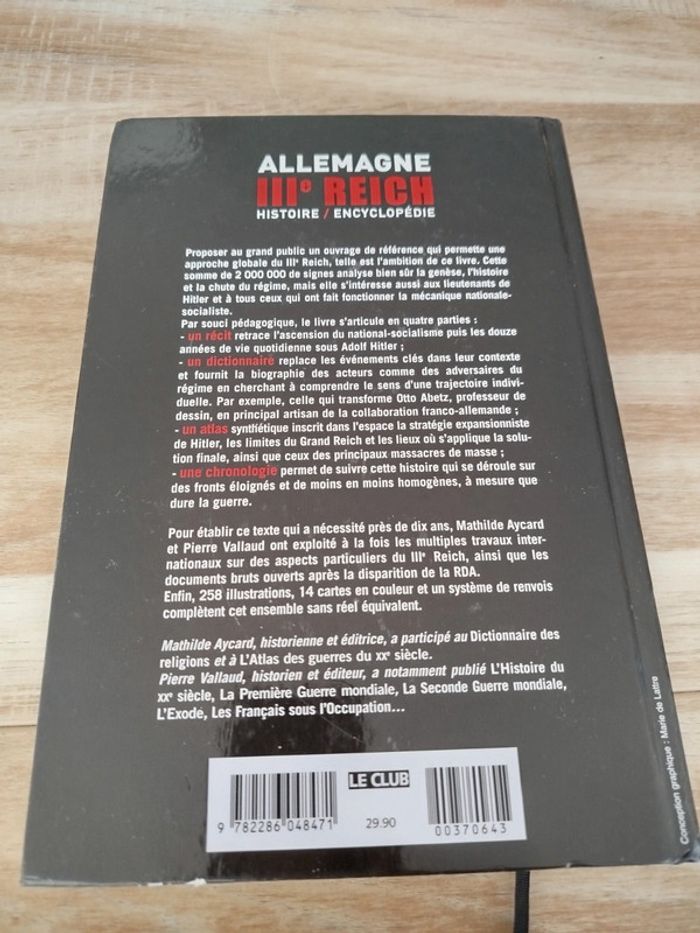 ALLEMAGNE
IIIe REICH
HISTOIRE / ENCYCLOPÉDIE
Proposer au grand public un ouvrage de référence qui permette une
approche globale du IIIe Reich, telle est l'ambition de ce livre. Cette
somme de 2 000 000 de signes analyse bien sûr la genèse, l'histoire
et la chute du régime, mais elle s'intéresse aussi aux lieutenants de
Hitler et à tous ceux qui ont fait fonctionner la mécanique nationale-
socialiste.
Par souci pédagogique, le livre s'articule en quatre parties :
- un récit retrace l'ascension du national-socialisme puis les douze
années de vie quotidienne sous Adolf Hitler ;
- un dictionnaire replace les événements clés dans leur contexte
et fournit la biographie des acteurs comme des adversaires du
régime en cherchant à comprendre le sens d'une trajectoire indivi-
duelle. Par exemple, celle qui transforme Otto Abetz, professeur de
dessin, en principal artisan de la collaboration franco-allemande ;
- un atlas synthétique inscrit dans l'espace la stratégie expansionniste
de Hitler, les limites du Grand Reich et les lieux où s'applique la solu-
tion finale, ainsi que ceux des principaux massacres de masse ;
- une chronologie permet de suivre cette histoire qui se déroule sur
des fronts éloignés et de moins en moins homogènes, à mesure que
dure la guerre.
Pour établir ce texte qui a nécessité près de dix ans, Mathilde Aycard
et Pierre Vallaud ont exploité à la fois les multiples travaux inter-
nationaux sur des aspects particuliers du IIIe Reich, ainsi que les
documents bruts ouverts après la disparition de la RDA.
Enfin, 258 illustrations, 14 cartes en couleur et un système de renvois
complètent cet ensemble sans réel équivalent.
Mathilde Aycard, historienne et éditrice, a participé au Dictionnaire des
religions et à L'Atlas des guerres du XXe siècle.
Pierre Vallaud, historien et éditeur, a notamment publié L'Histoire du
XXe siècle, La Première Guerre mondiale, La Seconde Guerre mondiale,
L'Exode, Les Français sous l'Occupation...
LE CLUB
9 782286 048471
29.90
00370643
Conception graphique : Marie de Lattre